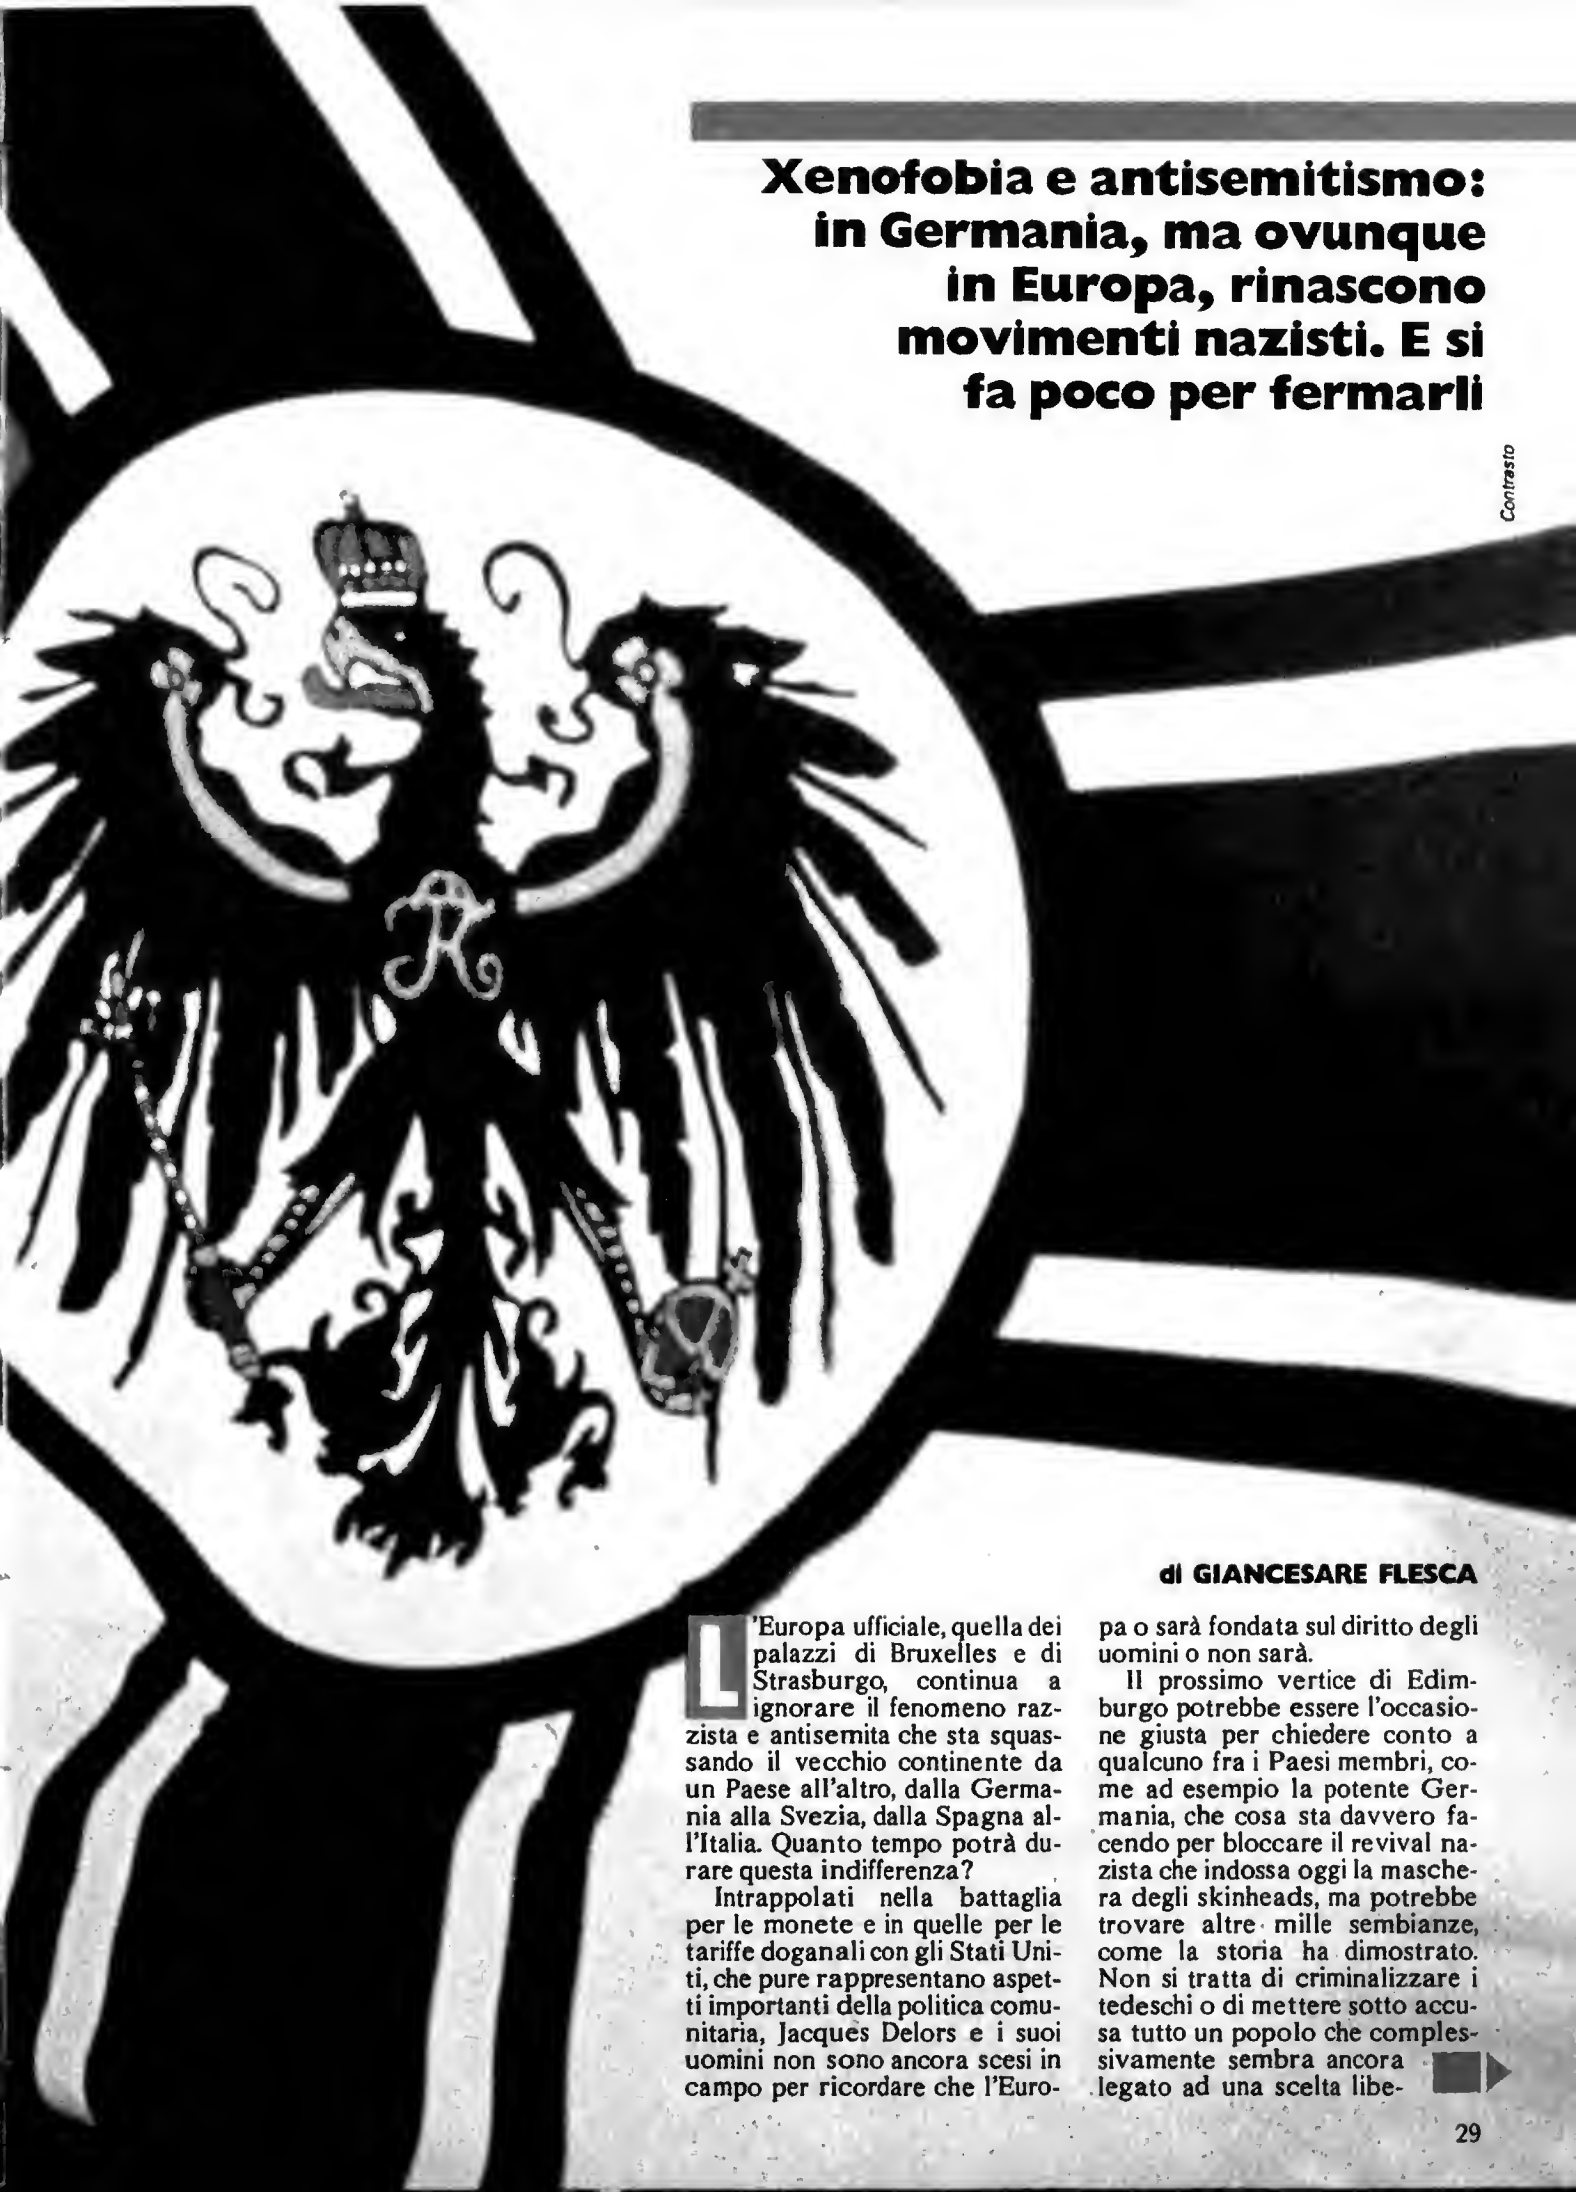 Xenofobia e antisemitismo:
in Germania, ma ovunque
in Europa, rinascono
movimenti nazisti. E si
fa poco per fermarli
Contrasto
di GIANCESARE FLESCA
L'Europa ufficiale, quella dei
palazzi di Bruxelles e di
Strasburgo, continua a
ignorare il fenomeno raz-
zista e antisemita che sta squas-
sando il vecchio continente da
un Paese all'altro, dalla Germa-
nia alla Svezia, dalla Spagna al-
l'Italia. Quanto tempo potrà du-
rare questa indifferenza?
Intrappolati nella battaglia
per le monete e in quelle per le
tariffe doganali con gli Stati Uni-
ti, che pure rappresentano aspet-
ti importanti della politica comu-
nitaria, Jacques Delors e i suoi
uomini non sono ancora scesi in
campo per ricordare che l'Euro-
pa o sarà fondata sul diritto degli
uomini o non sarà.
Il prossimo vertice di Edim-
burgo potrebbe essere l'occasio-
ne giusta per chiedere conto a
qualcuno fra i Paesi membri, co-
me ad esempio la potente Ger-
mania, che cosa sta davvero fa-
cendo per bloccare il revival na-
zista che indossa oggi la masche-
ra degli skinheads, ma potrebbe
trovare altre mille sembianze,
come la storia ha dimostrato.
Non si tratta di criminalizzare i
tedeschi o di mettere sotto accu-
sa tutto un popolo che comples-
sivamente sembra ancora
legato ad una scelta libe-
29